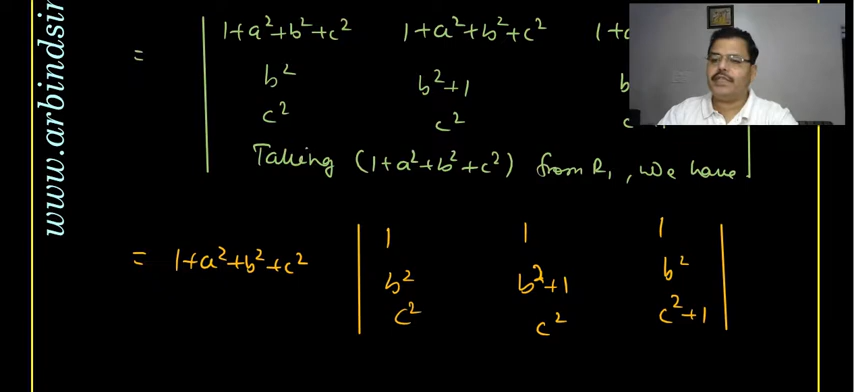 www.arbindsin
1+a²+b²+c² 1+a²+b²+c² 1+a
=
b² b²+1 b
c² c² c
Taking (1+a²+b²+c²) from R₁, we have
1 1 1
= 1+a²+b²+c²
b² b²+1 b²
c² c² c²+1